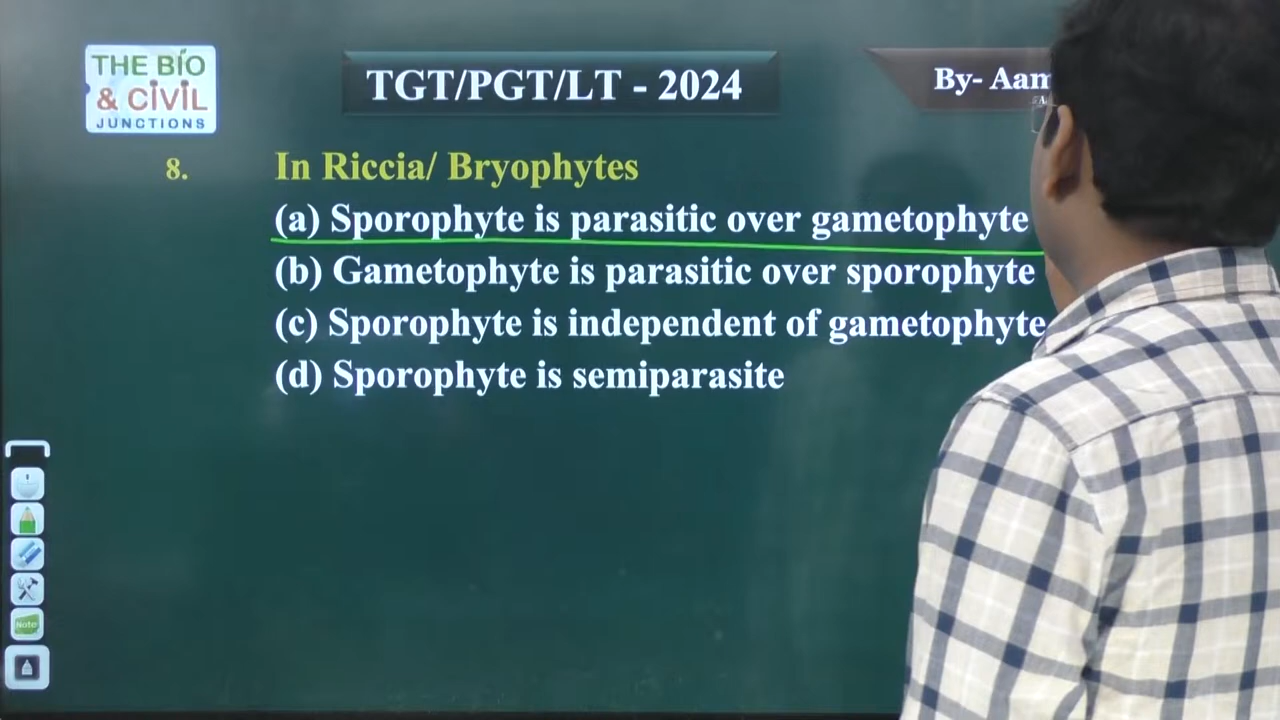 THE BIO
& CIVIL
JUNCTIONS
TGT/PGT/LT - 2024
By- Aam
8. In Riccia/ Bryophytes
(a) Sporophyte is parasitic over gametophyte
(b) Gametophyte is parasitic over sporophyte
(c) Sporophyte is independent of gametophyte
(d) Sporophyte is semiparasite
Note